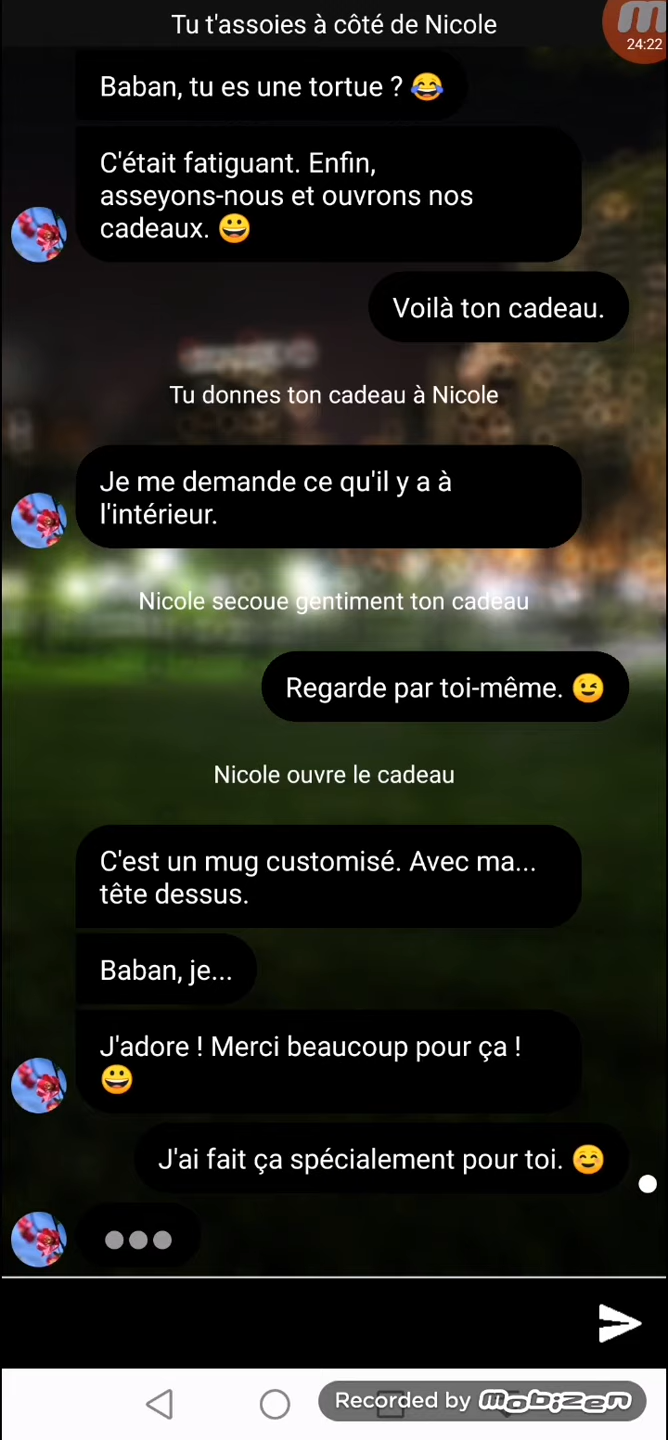 Tu t'assoies à côté de Nicole
24:22
Baban, tu es une tortue ? 😂
C'était fatiguant. Enfin,
asseyons-nous et ouvrons nos
cadeaux. 😀
Voilà ton cadeau.
Tu donnes ton cadeau à Nicole
Je me demande ce qu'il y a à
l'intérieur.
Nicole secoue gentiment ton cadeau
Regarde par toi-même. 😉
Nicole ouvre le cadeau
C'est un mug customisé. Avec ma...
tête dessus.
Baban, je...
J'adore ! Merci beaucoup pour ça !
😀
J'ai fait ça spécialement pour toi. ☺️
Recorded by mobizen